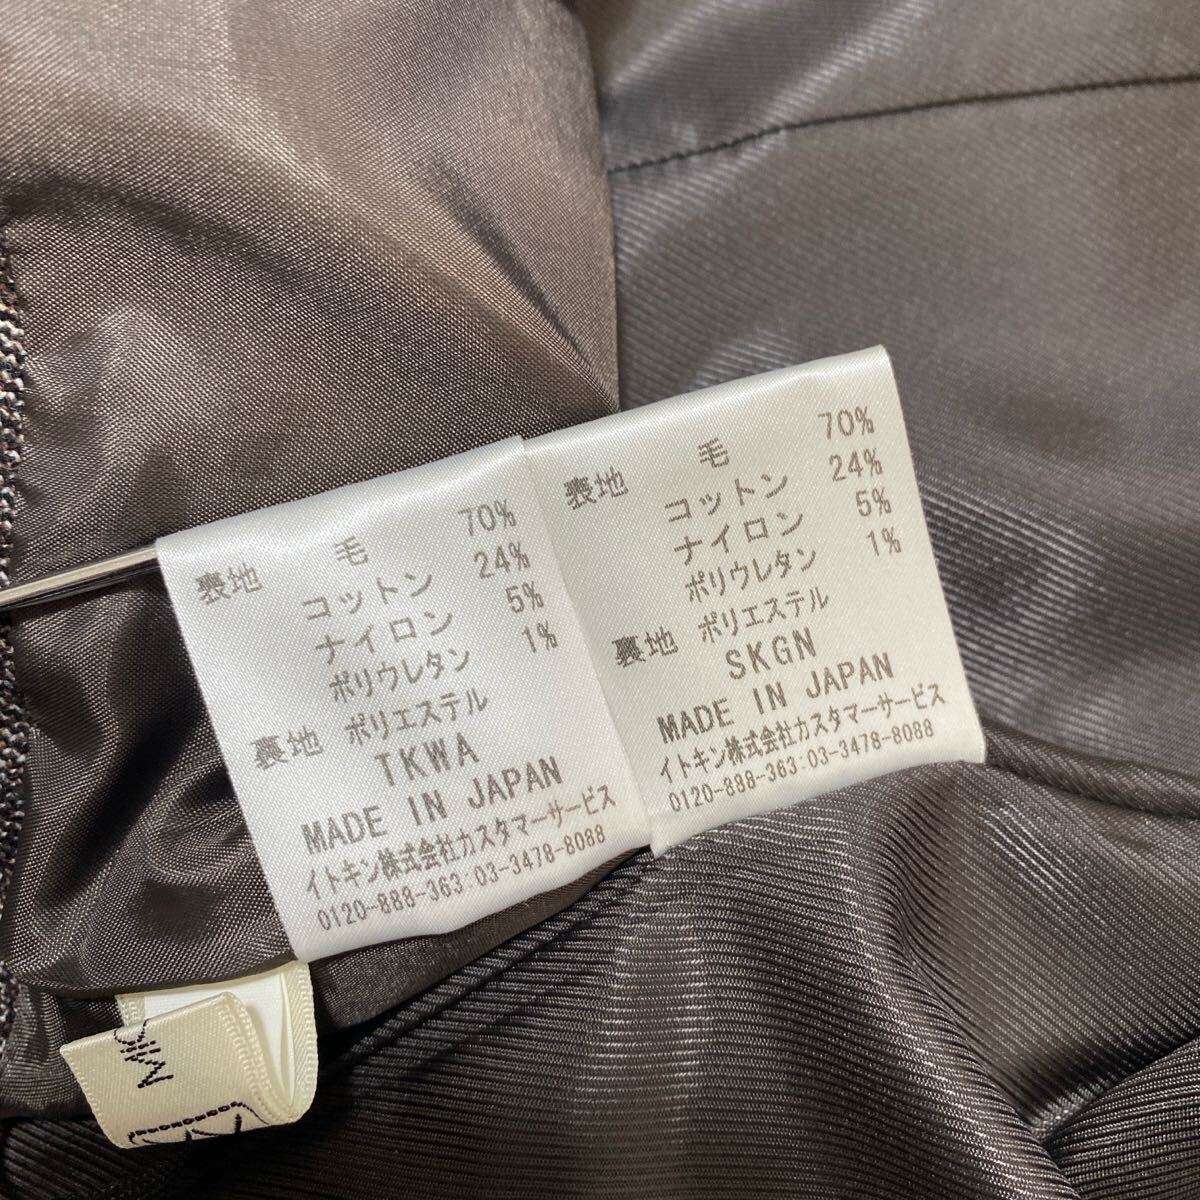 表地 毛 70%
コットン 24%
ナイロン 5%
ポリウレタン 1%
裏地 ポリエステル
TKWA
MADE IN JAPAN
イトキン株式会社カスタマーサービス
0120-888-363:03-3478-8088
表地 毛 70%
コットン 24%
ナイロン 5%
ポリウレタン 1%
裏地 ポリエステル
SKGN
MADE IN JAPAN
イトキン株式会社カスタマーサービス
0120-888-363:03-3478-8088